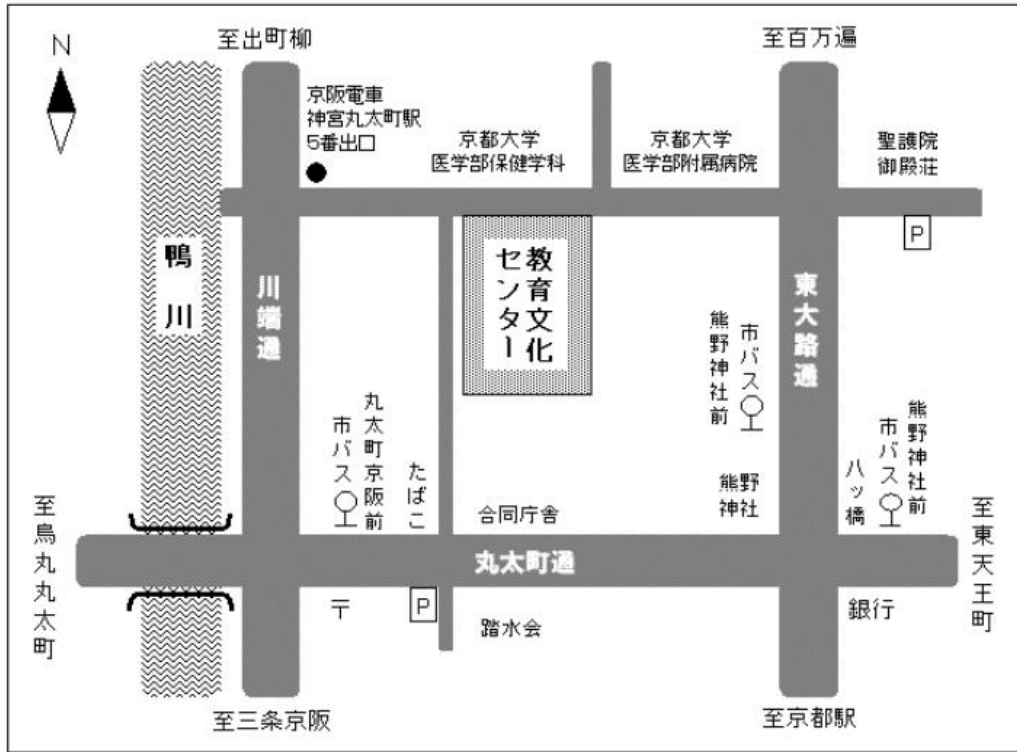 N
至出町柳
至百万遍
京阪電車
神宮丸太町駅
5番出口
京都大学
医学部保健学科
京都大学
医学部附属病院
聖護院
御殿荘
P
鴨川
川端通
教育文化
センター
東大路通
市バス
熊野神社前
丸太町京阪前
市バス
たばこ
合同庁舎
熊野
神社
八ッ橋
熊野神社前
市バス
至烏丸丸太町
丸太町通
至東天王町
〒
P
踏水会
銀行
至三条京阪
至京都駅